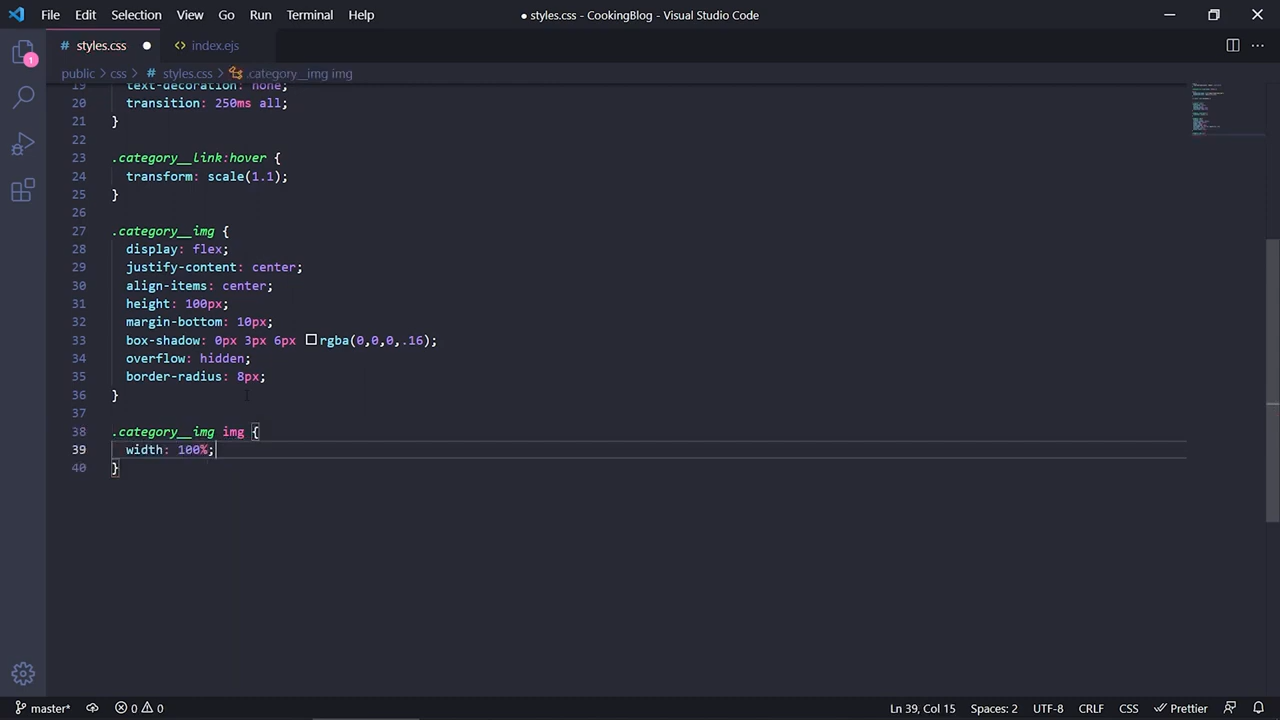 File Edit Selection View Go Run Terminal Help ● styles.css - CookingBlog - Visual Studio Code
1 # styles.css ● <> index.ejs ···
public > css > # styles.css > .category__img img
19 text-decoration: none;
20 transition: 250ms all;
21 }
22
23 .category__link:hover {
24 transform: scale(1.1);
25 }
26
27 .category__img {
28 display: flex;
29 justify-content: center;
30 align-items: center;
31 height: 100px;
32 margin-bottom: 10px;
33 box-shadow: 0px 3px 6px rgba(0,0,0,.16);
34 overflow: hidden;
35 border-radius: 8px;
36 }
37
38 .category__img img {
39 width: 100%;
40 }
master* 0 0 Ln 39, Col 15 Spaces: 2 UTF-8 CRLF CSS Prettier